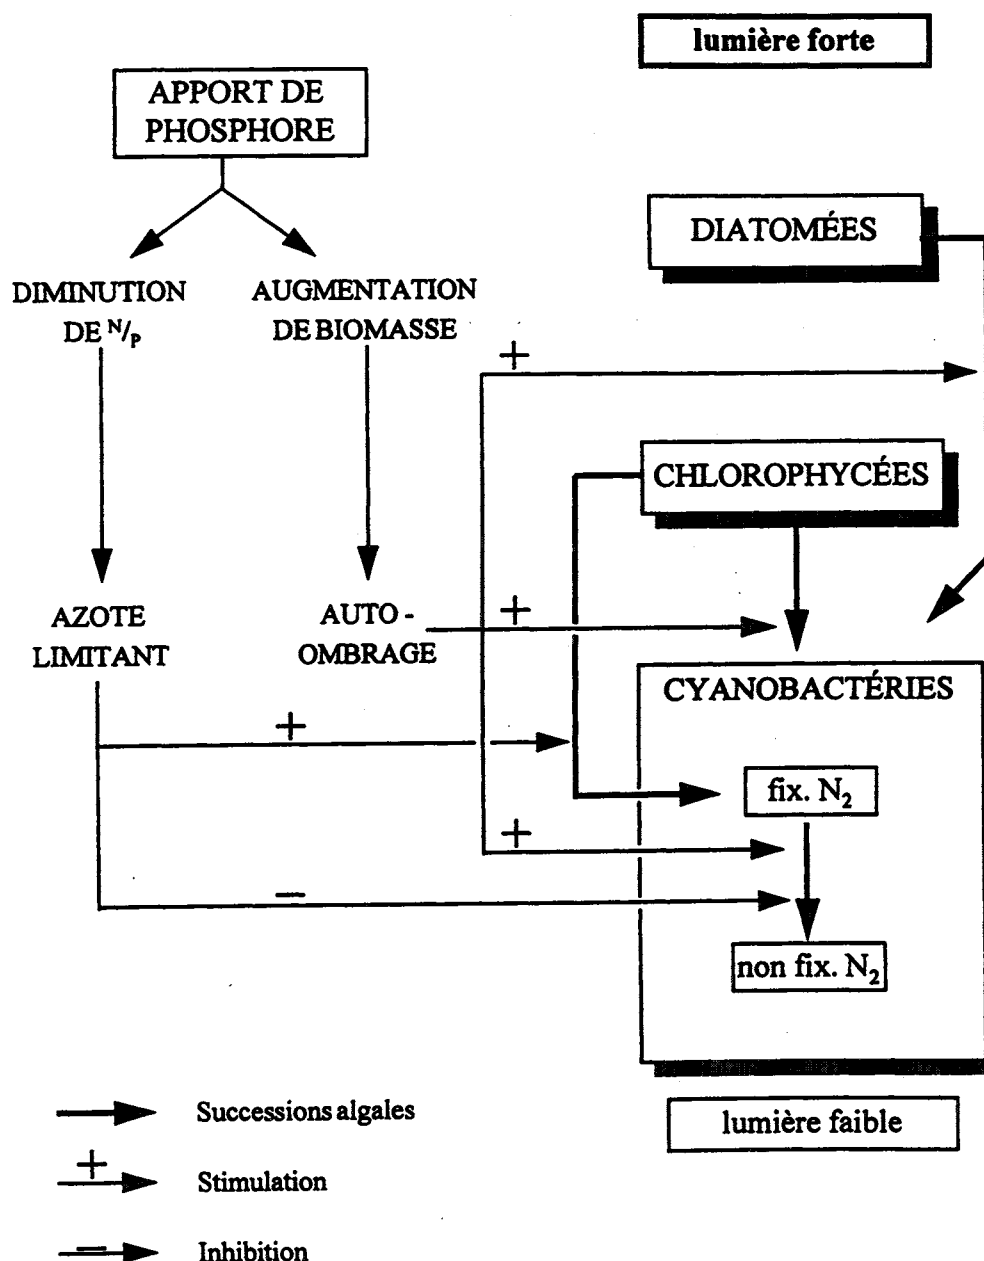 lumière forte
APPORT DE
PHOSPHORE
DIATOMÉES
DIMINUTION
DE N/P
AUGMENTATION
DE BIOMASSE
+
CHLOROPHYCÉES
AZOTE
LIMITANT
AUTO -
OMBRAGE
+
CYANOBACTÉRIES
+
fix. N₂
+
−
non fix. N₂
lumière faible
Successions algales
+
Stimulation
−
Inhibition